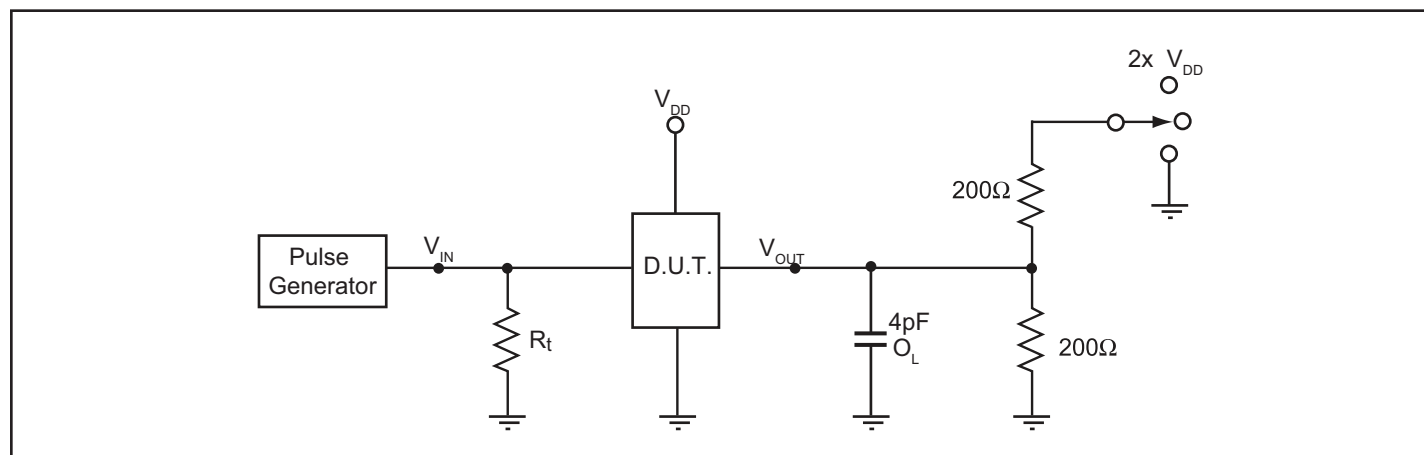 2x V_DD
V_DD
200Ω
Pulse
Generator
V_IN
D.U.T.
V_OUT
R_t
4pF
O_L
200Ω